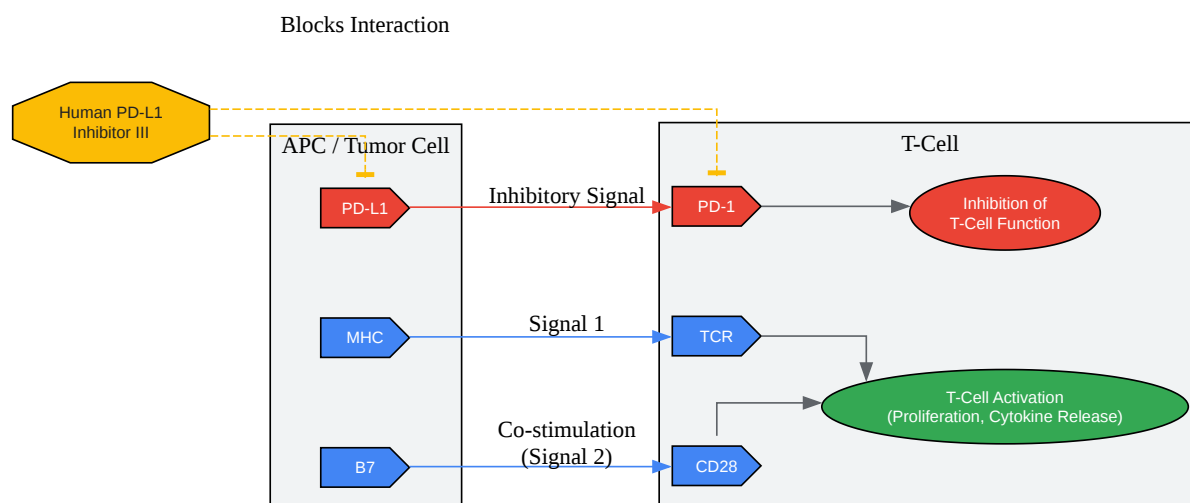 Blocks Interaction
Human PD-L1
Inhibitor III
APC / Tumor Cell
T-Cell
PD-L1
Inhibitory Signal
PD-1
Inhibition of
T-Cell Function
MHC
Signal 1
TCR
T-Cell Activation
(Proliferation, Cytokine Release)
B7
Co-stimulation
(Signal 2)
CD28